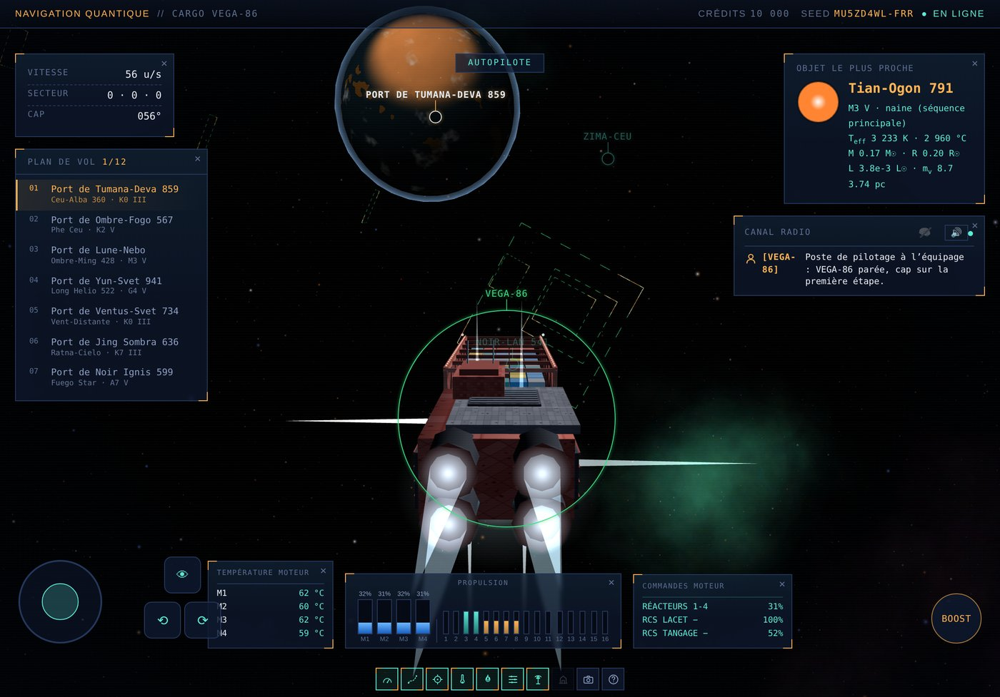 NAVIGATION QUANTIQUE // CARGO VEGA-86
CRÉDITS 10 000 SEED MU5ZD4WL-FRR ● EN LIGNE
VITESSE 56 u/s
SECTEUR 0 · 0 · 0
CAP 056°
PLAN DE VOL 1/12
01 Port de Tumana-Deva 859
Ceu-Alba 360 · K0 III
02 Port de Ombre-Fogo 567
Phe Ceu · K2 V
03 Port de Lune-Nebo
Ombre-Ming 428 · M3 V
04 Port de Yun-Svet 941
Long Helio 522 · G4 V
05 Port de Ventus-Svet 734
Vent-Distante · K0 III
06 Port de Jing Sombra 636
Ratna-Cielo · K7 III
07 Port de Noir Ignis 599
Fuego Star · A7 V
AUTOPILOTE
PORT DE TUMANA-DEVA 859
ZIMA-CEU
VEGA-86
NOIR-LAN 541
OBJET LE PLUS PROCHE
Tian-Ogon 791
M3 V · naine (séquence
principale)
Teff 3 233 K · 2 960 °C
M 0.17 M☉ · R 0.20 R☉
L 3.8e-3 L☉ · mv 8.7
3.74 pc
CANAL RADIO
[VEGA-86] Poste de pilotage à l’équipage
: VEGA-86 parée, cap sur la
première étape.
TEMPÉRATURE MOTEUR
M1 62 °C
M2 60 °C
M3 62 °C
M4 59 °C
PROPULSION
32% 31% 32% 31%
M1 M2 M3 M4 1 2 3 4 5 6 7 8 9 10 11 12 13 14 15 16
COMMANDES MOTEUR
RÉACTEURS 1-4 31%
RCS LACET − 100%
RCS TANGAGE − 52%
BOOST